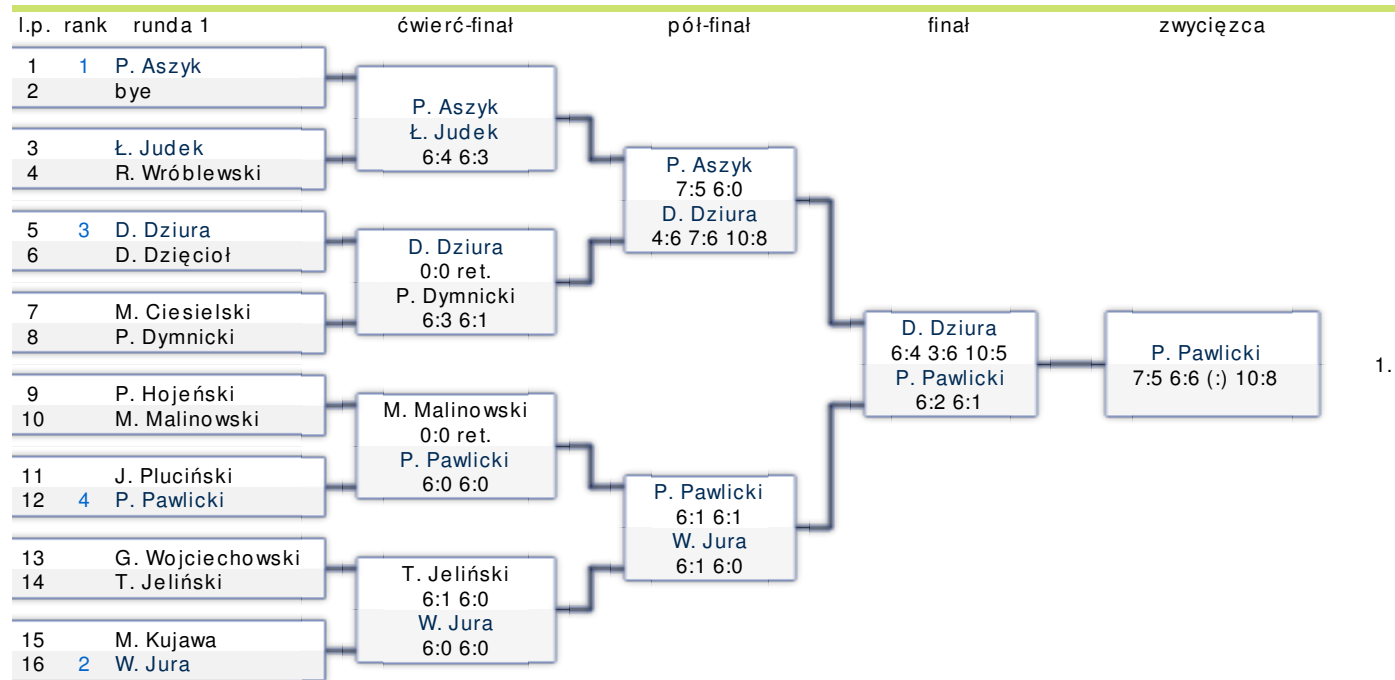 l.p. rank runda 1 ćwierć-finał pół-finał finał zwycięzca
1 1 P. Aszyk
2 bye
3 Ł. Judek
4 R. Wróblewski
5 3 D. Dziura
6 D. Dzięcioł
7 M. Ciesielski
8 P. Dymnicki
9 P. Hojeński
10 M. Malinowski
11 J. Pluciński
12 4 P. Pawlicki
13 G. Wojciechowski
14 T. Jeliński
15 M. Kujawa
16 2 W. Jura
P. Aszyk
Ł. Judek
6:4 6:3
D. Dziura
0:0 ret.
P. Dymnicki
6:3 6:1
M. Malinowski
0:0 ret.
P. Pawlicki
6:0 6:0
T. Jeliński
6:1 6:0
W. Jura
6:0 6:0
P. Aszyk
7:5 6:0
D. Dziura
4:6 7:6 10:8
P. Pawlicki
6:1 6:1
W. Jura
6:1 6:0
D. Dziura
6:4 3:6 10:5
P. Pawlicki
6:2 6:1
P. Pawlicki
7:5 6:6 (:) 10:8
1.